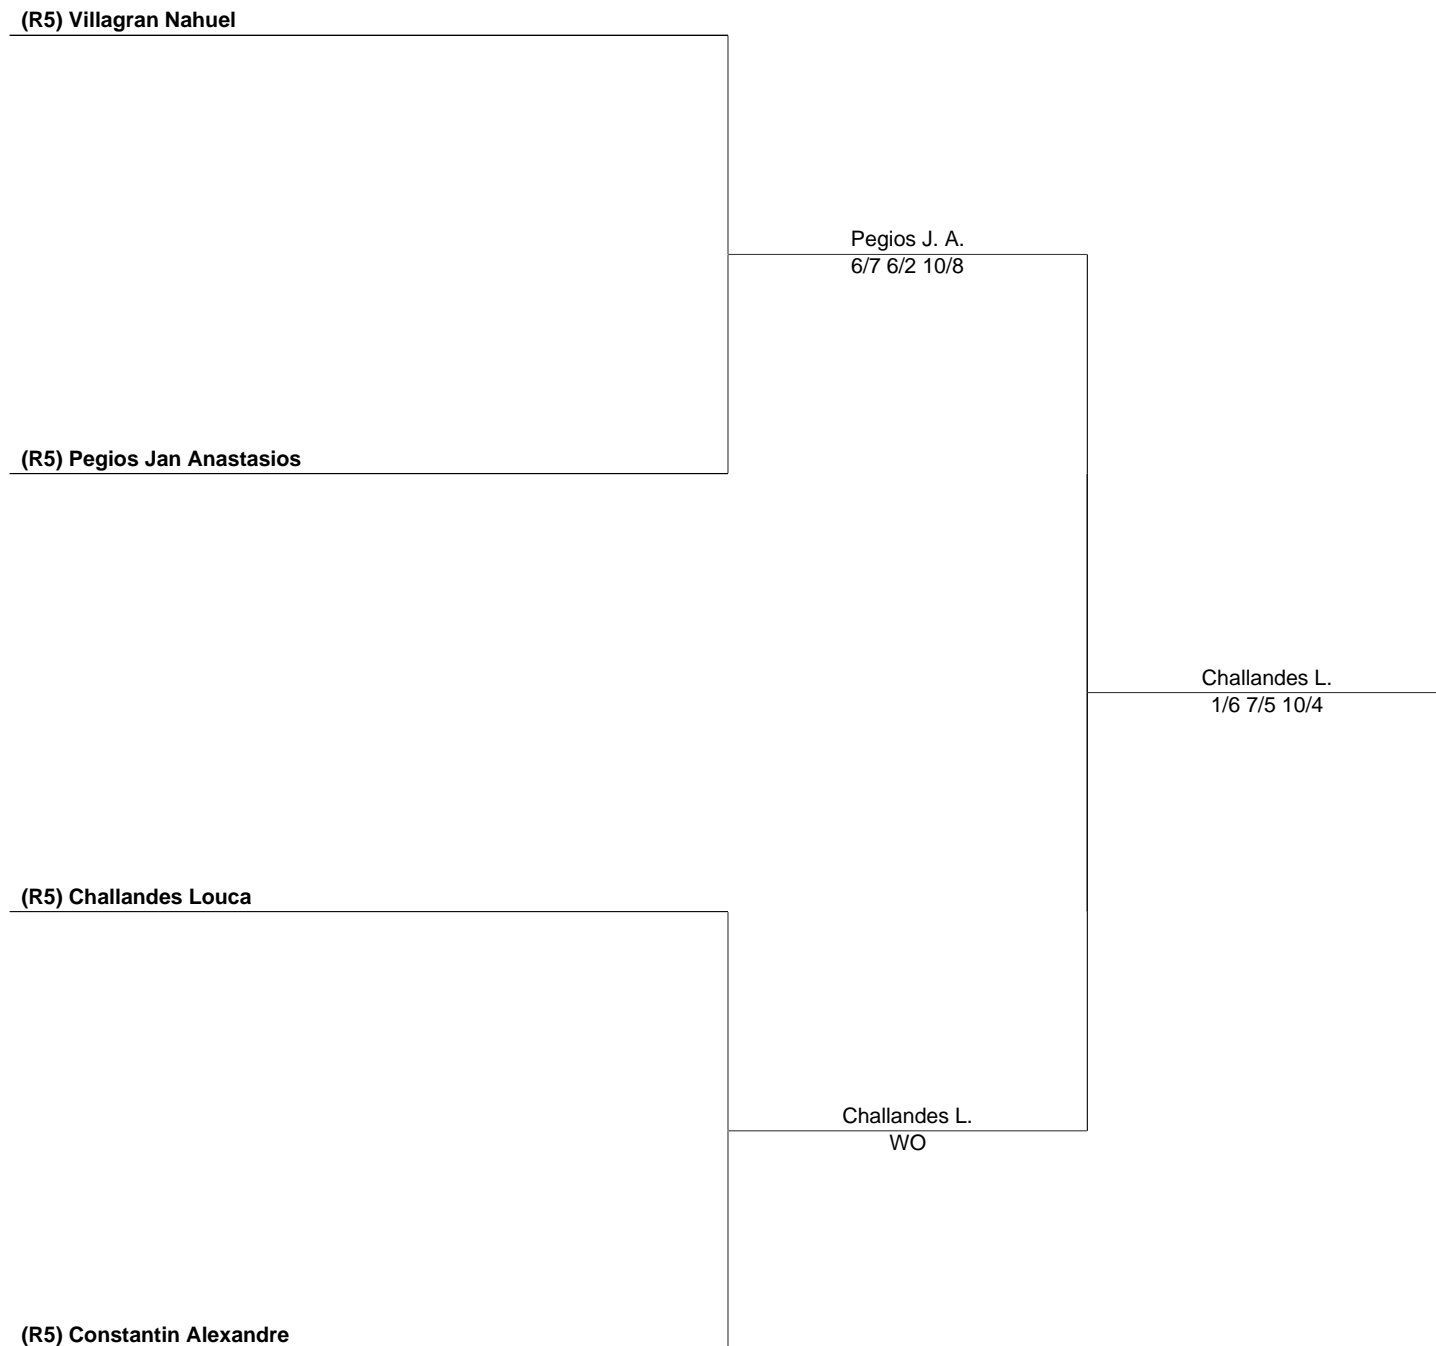 (R5) Villagran Nahuel
Pegios J. A.
6/7 6/2 10/8
(R5) Pegios Jan Anastasios
Challandes L.
1/6 7/5 10/4
(R5) Challandes Louca
Challandes L.
WO
(R5) Constantin Alexandre